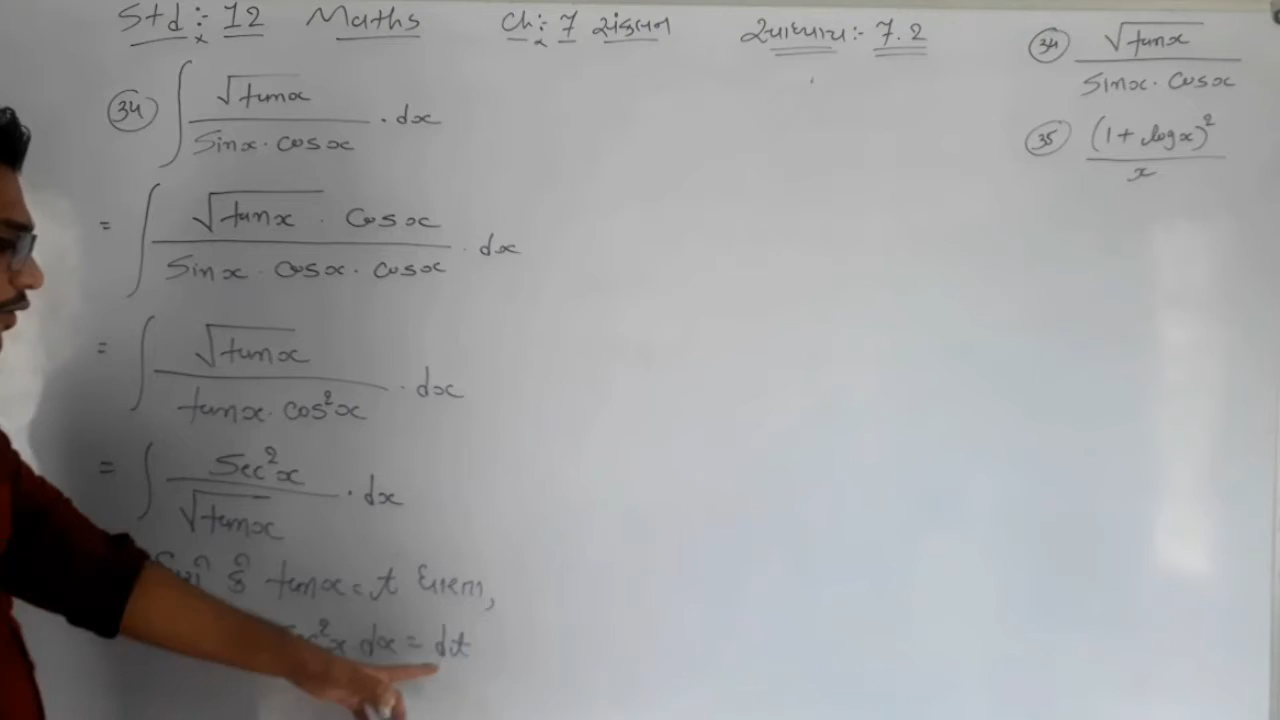 Std : 12 Maths Ch : 7 સંકલન સ્વાધ્યાય :- 7.2
(34) ∫ √tanx / sinx · cosx · dx
= ∫ √tanx · cosx / sinx · cosx · cosx · dx
= ∫ √tanx / tanx · cos²x · dx
= ∫ sec²x / √tanx · dx
કે tanx = t
x dx = dt
(34) √tanx / sinx · cosx
(35) (1 + logx)² / x